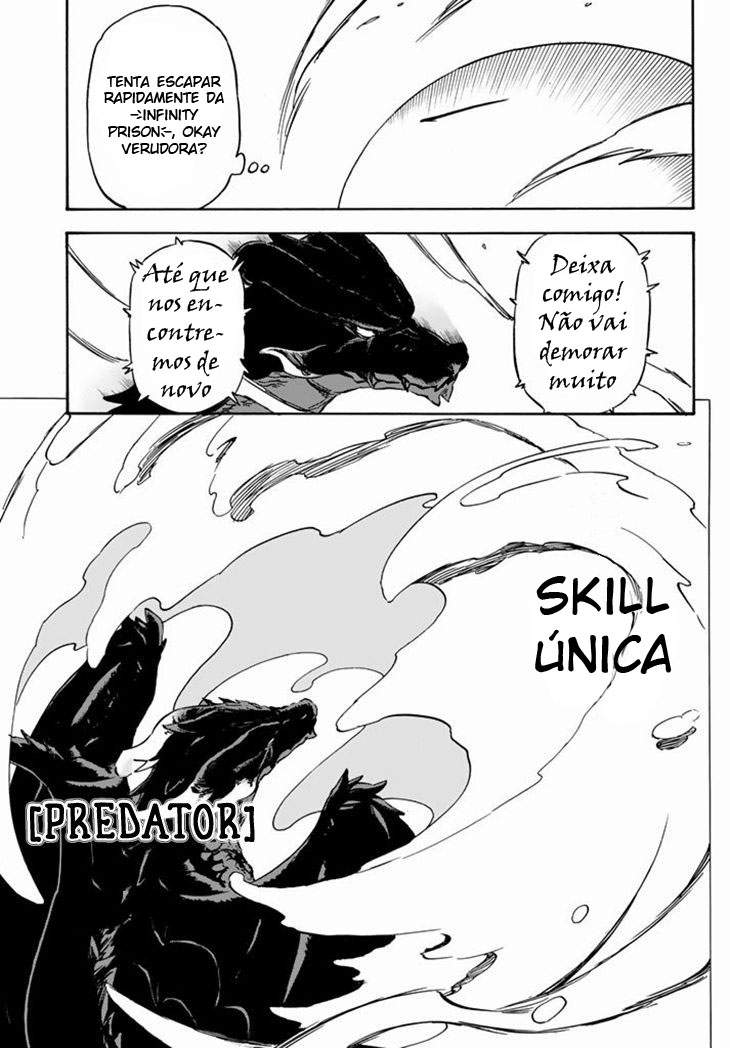 TENTA ESCAPAR
RAPIDAMENTE DA
-÷INFINITY
PRISON÷-, OKAY
VERUDORA?
Deixa
comigo!
Não vai
demorar
muito
Até que
nos en-
contre-
mos de
novo
SKILL
ÚNICA
[PREDATOR]